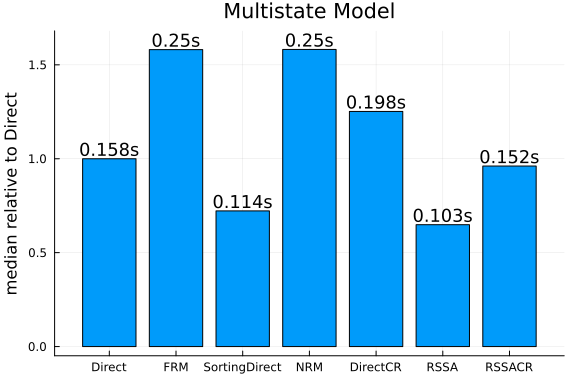 Multistate Model
median relative to Direct
1.5
1.0
0.5
0.0
0.158s
0.25s
0.114s
0.25s
0.198s
0.103s
0.152s
Direct FRM SortingDirect NRM DirectCR RSSA RSSACR